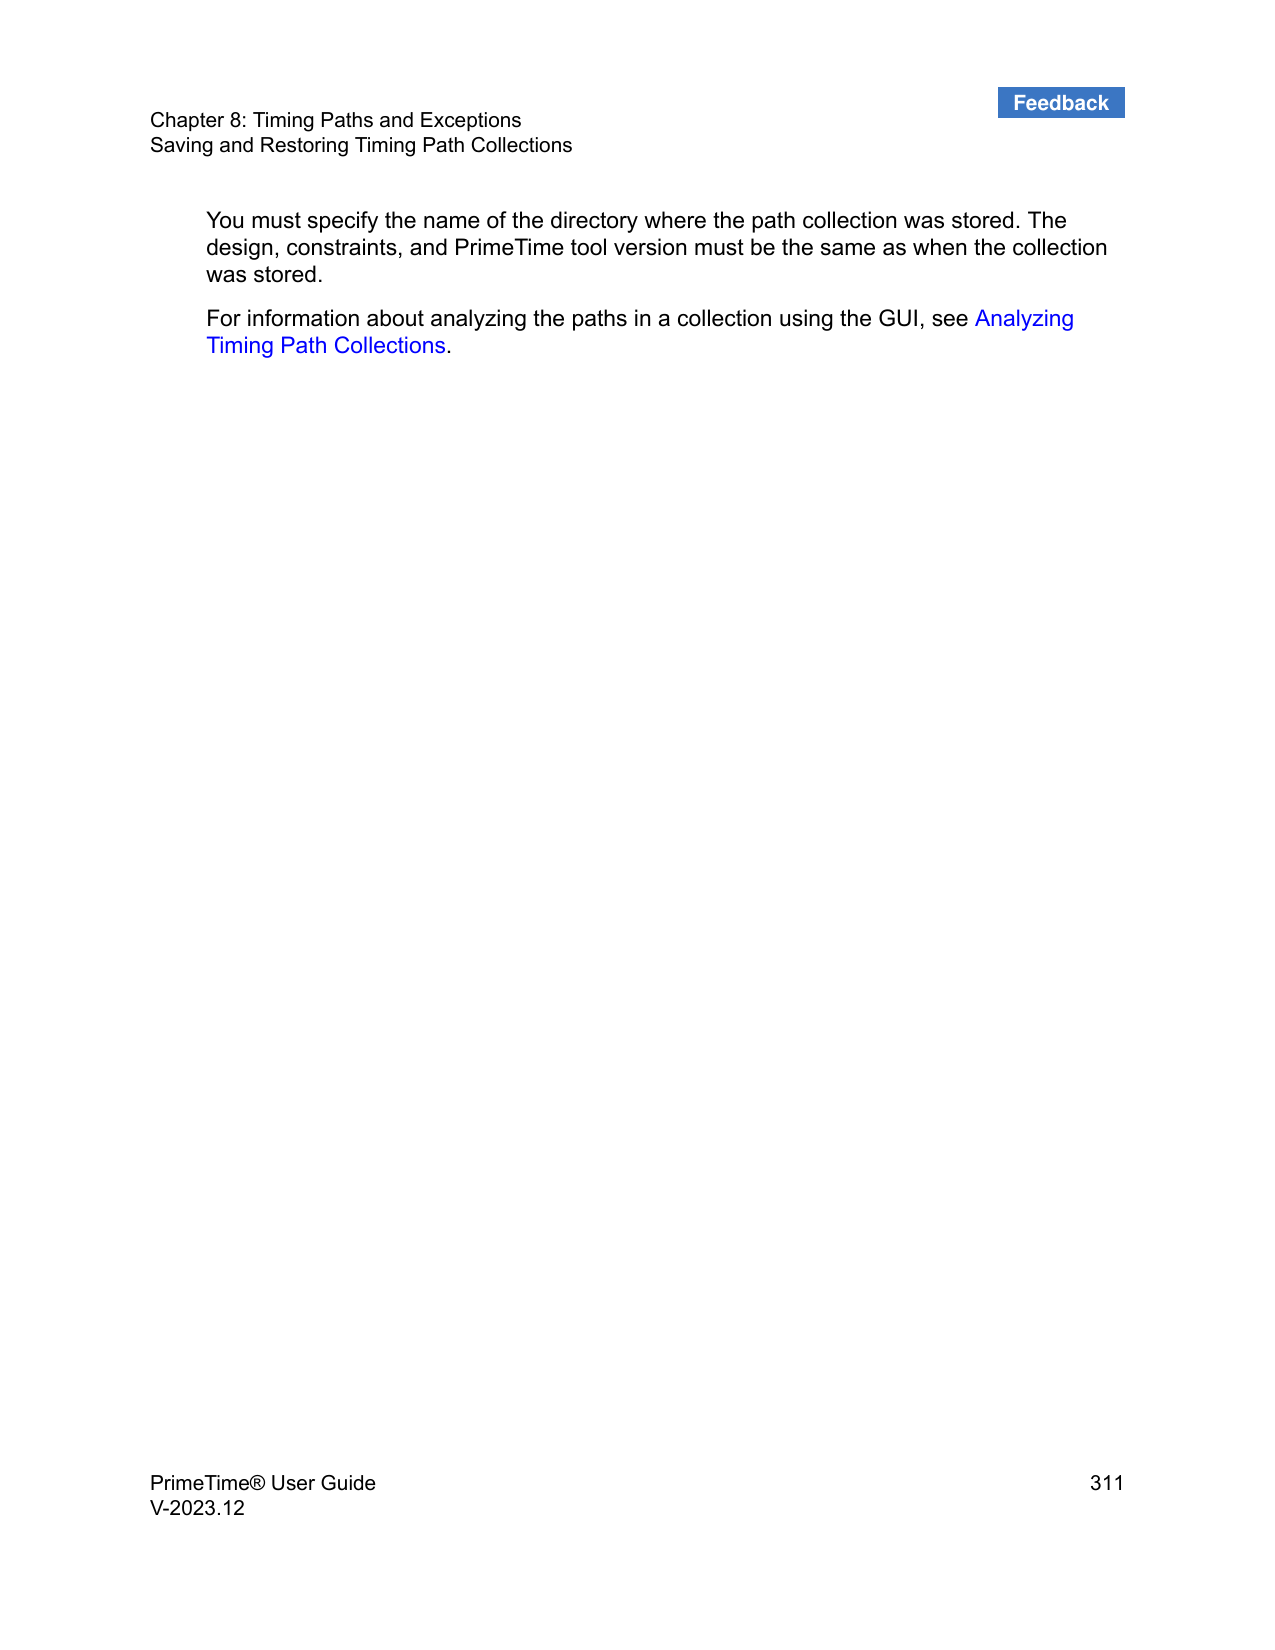 Feedback
Chapter 8: Timing Paths and Exceptions
Saving and Restoring Timing Path Collections
You must specify the name of the directory where the path collection was stored. The
design, constraints, and PrimeTime tool version must be the same as when the collection
was stored.
For information about analyzing the paths in a collection using the GUI, see Analyzing
Timing Path Collections.
PrimeTime® User Guide 311
V-2023.12